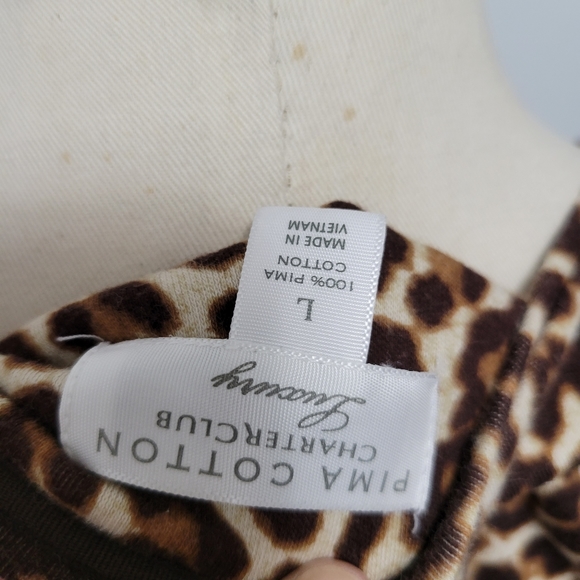 PIMA COTTON
CHARTER CLUB
Luxury
L
100% PIMA
COTTON
MADE IN
VIETNAM